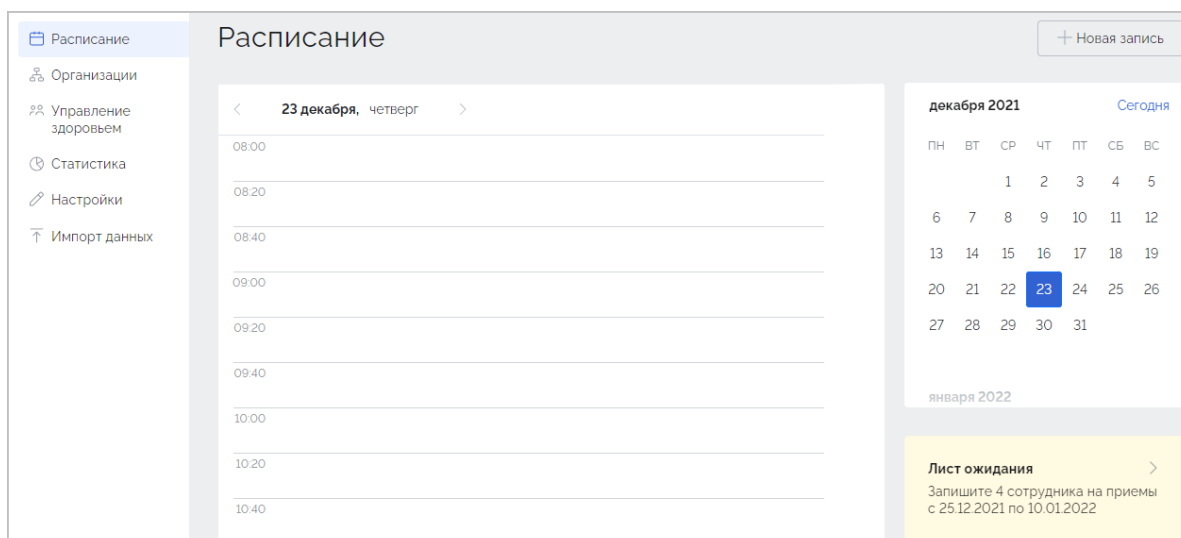 Расписание
Организации
Управление
здоровьем
Статистика
Настройки
Импорт данных
Расписание
Новая запись
23 декабря, четверг
08:00
08:20
08:40
09:00
09:20
09:40
10:00
10:20
10:40
декабря 2021 Сегодня
ПН ВТ СР ЧТ ПТ СБ ВС
1 2 3 4 5
6 7 8 9 10 11 12
13 14 15 16 17 18 19
20 21 22 23 24 25 26
27 28 29 30 31
января 2022
Лист ожидания
Запишите 4 сотрудника на приемы
с 25.12.2021 по 10.01.2022